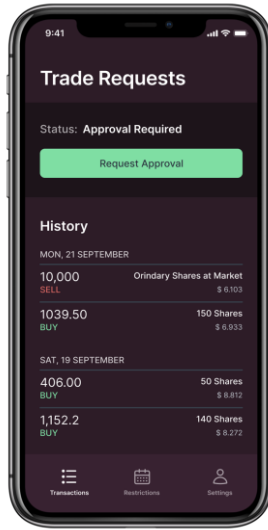 9:41
Trade Requests
Status: Approval Required
Request Approval
History
MON, 21 SEPTEMBER
10,000 Orindary Shares at Market
SELL $ 6.103
1039.50 150 Shares
BUY $ 6.933
SAT, 19 SEPTEMBER
406.00 50 Shares
BUY $ 8.812
1,152.2 140 Shares
BUY $ 8.272
Transactions Restrictions Settings